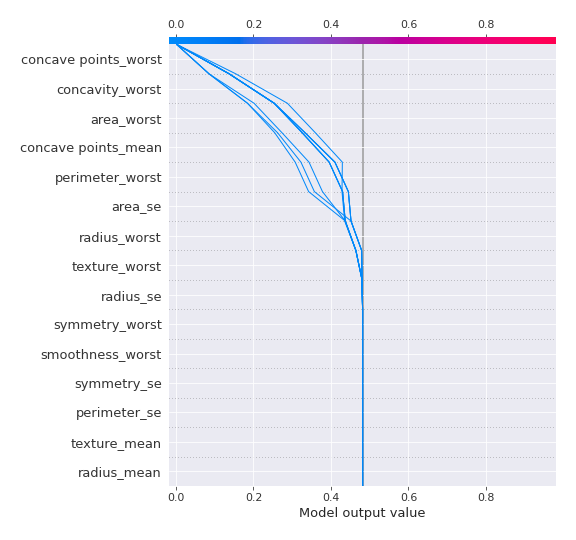 0.0 0.2 0.4 0.6 0.8
concave points_worst
concavity_worst
area_worst
concave points_mean
perimeter_worst
area_se
radius_worst
texture_worst
radius_se
symmetry_worst
smoothness_worst
symmetry_se
perimeter_se
texture_mean
radius_mean
0.0 0.2 0.4 0.6 0.8
Model output value